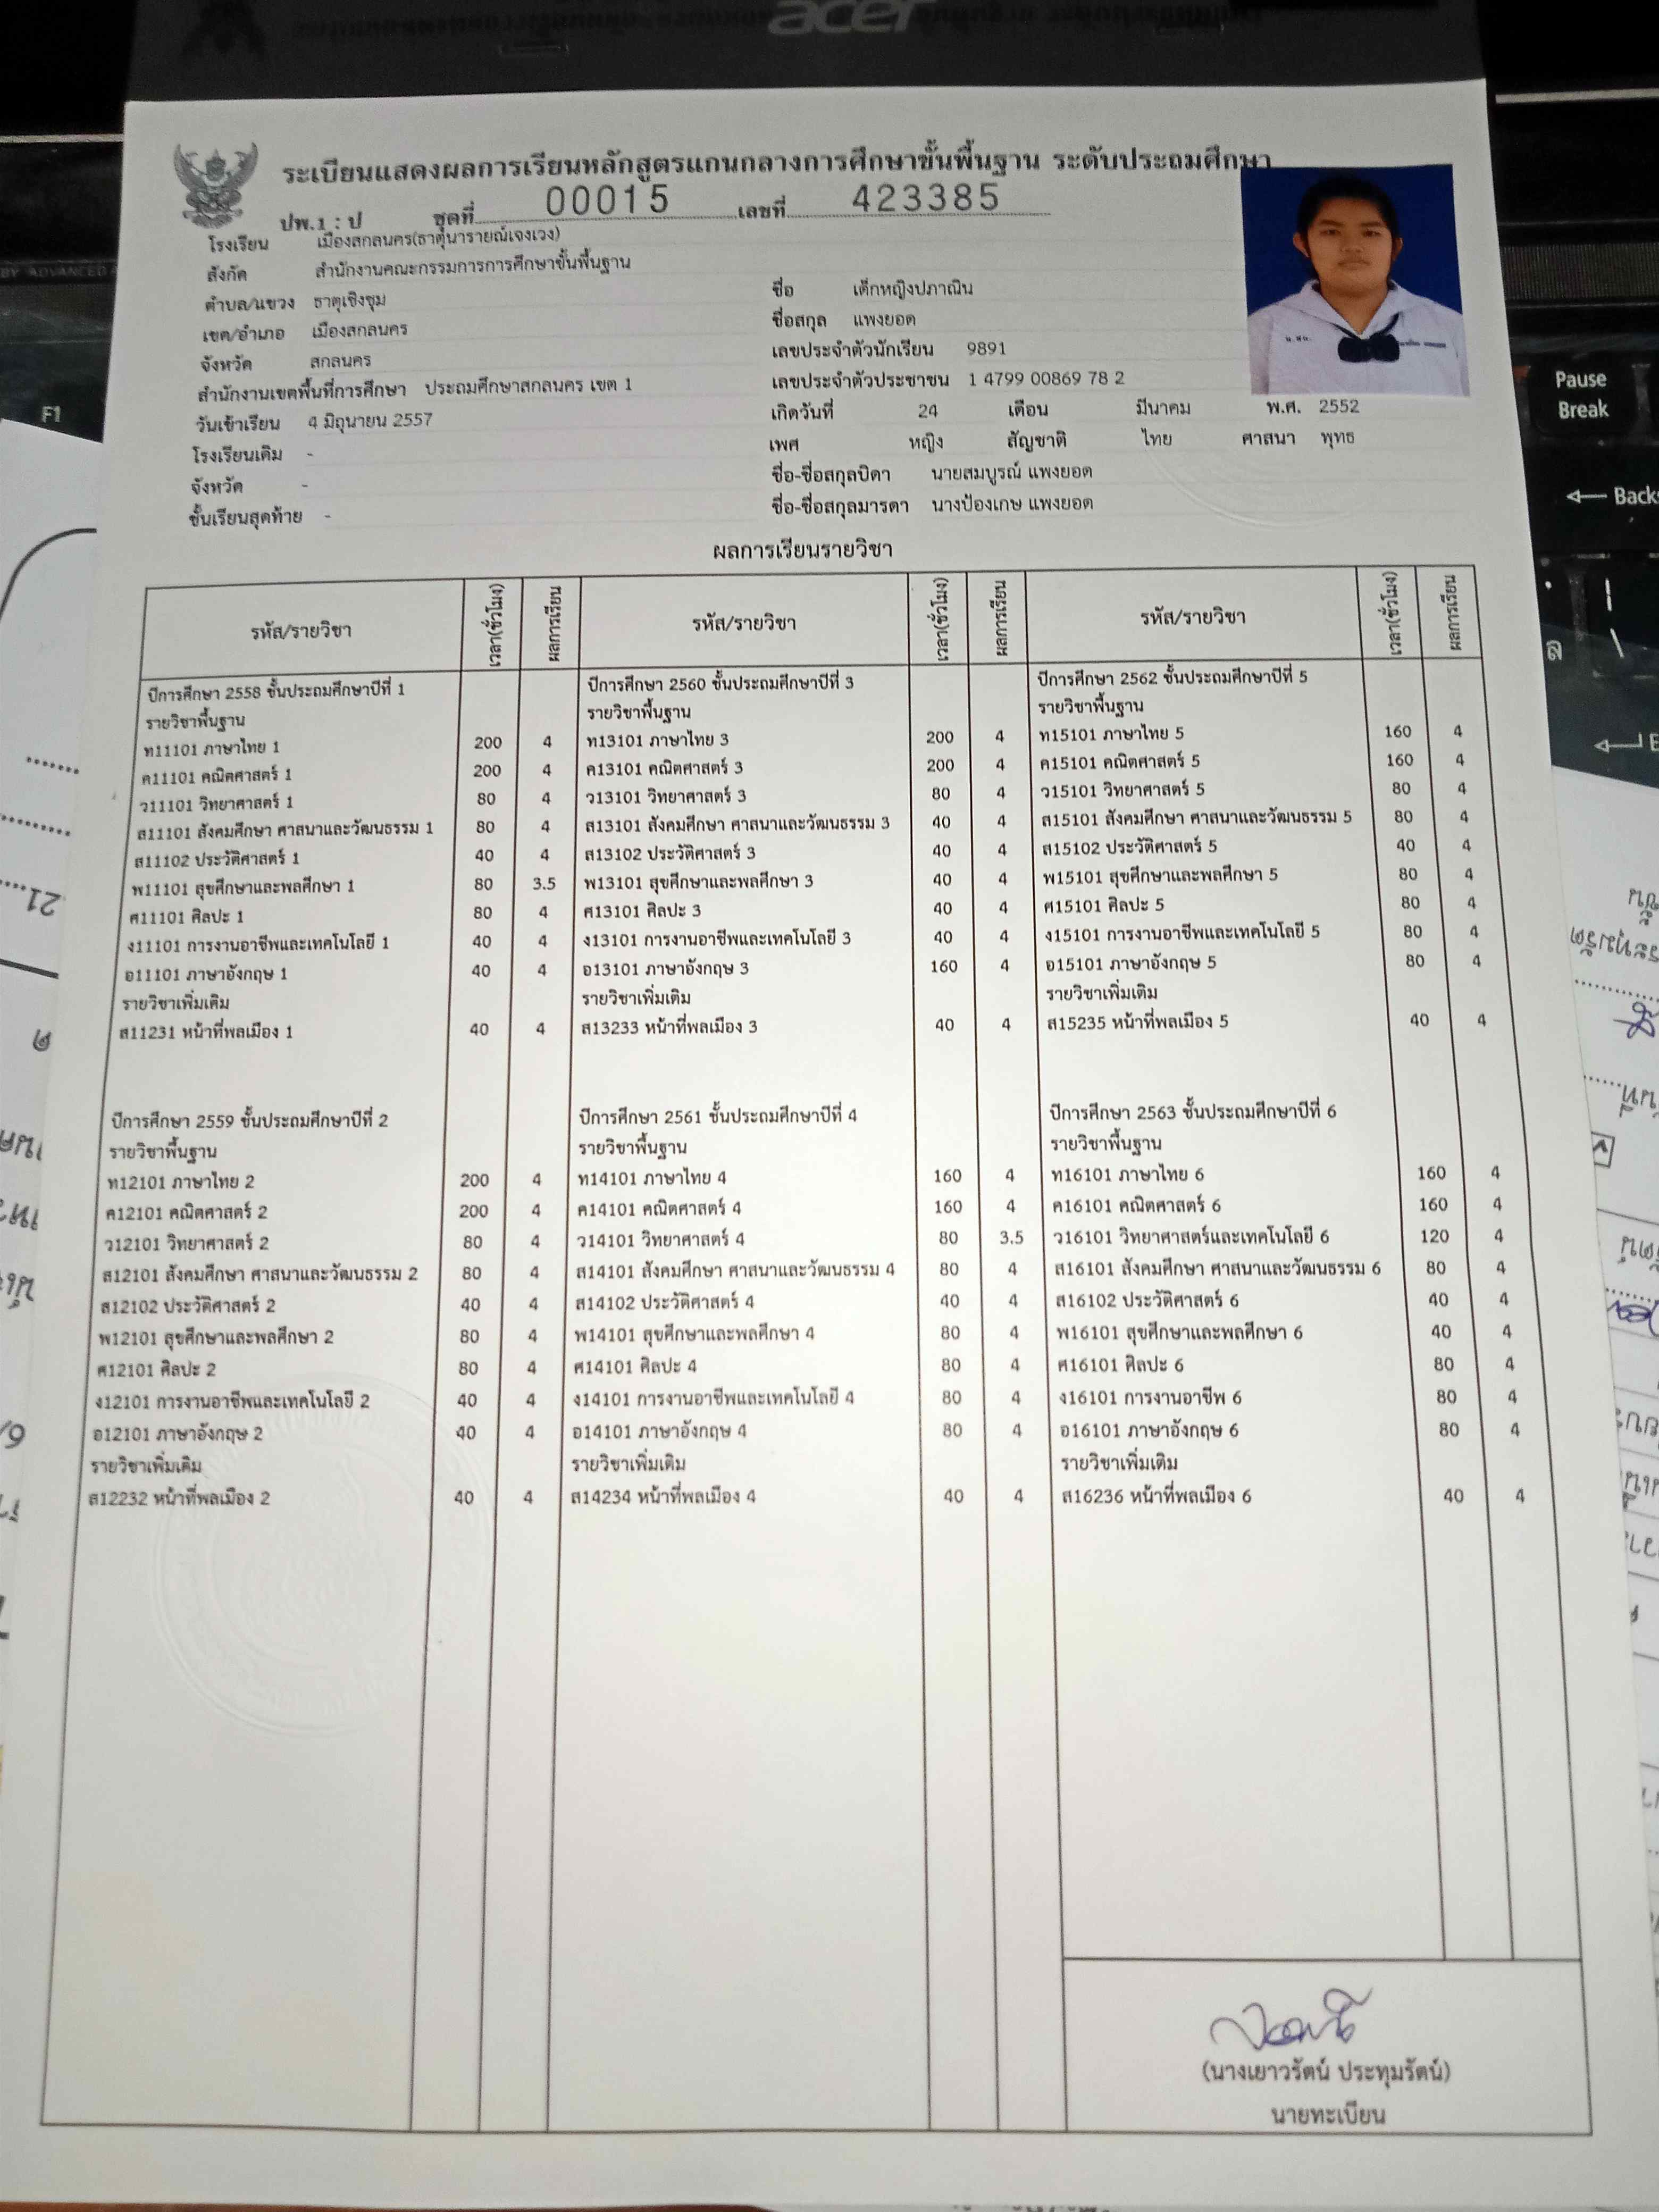 acer
ระเบียนแสดงผลการเรียนหลักสูตรแกนกลางการศึกษาขั้นพื้นฐาน ระดับประถมศึกษา
ปพ.1 : ป ชุดที่ 00015 เลขที่ 423385
โรงเรียน เมืองสกลนคร(ธาตุนารายณ์เจงเวง)
สังกัด สำนักงานคณะกรรมการการศึกษาขั้นพื้นฐาน
ตำบล/แขวง ธาตุเชิงชุม
เขต/อำเภอ เมืองสกลนคร
จังหวัด สกลนคร
สำนักงานเขตพื้นที่การศึกษา ประถมศึกษาสกลนคร เขต 1
วันเข้าเรียน 4 มิถุนายน 2557
โรงเรียนเดิม -
จังหวัด -
ชั้นเรียนสุดท้าย -
ชื่อ เด็กหญิงปภาณิน
ชื่อสกุล แพงยอด
เลขประจำตัวนักเรียน 9891
เลขประจำตัวประชาชน 1 4799 00869 78 2
เกิดวันที่ 24 เดือน มีนาคม พ.ศ. 2552
เพศ หญิง สัญชาติ ไทย ศาสนา พุทธ
ชื่อ-ชื่อสกุลบิดา นายสมบูรณ์ แพงยอด
ชื่อ-ชื่อสกุลมารดา นางป้องเกษ แพงยอด
ผลการเรียนรายวิชา
รหัส/รายวิชา เวลา(ชั่วโมง) ผลการเรียน
ปีการศึกษา 2558 ชั้นประถมศึกษาปีที่ 1
รายวิชาพื้นฐาน
ท11101 ภาษาไทย 1 200 4
ค11101 คณิตศาสตร์ 1 200 4
ว11101 วิทยาศาสตร์ 1 80 4
ส11101 สังคมศึกษา ศาสนาและวัฒนธรรม 1 80 4
ส11102 ประวัติศาสตร์ 1 40 4
พ11101 สุขศึกษาและพลศึกษา 1 80 3.5
ศ11101 ศิลปะ 1 80 4
ง11101 การงานอาชีพและเทคโนโลยี 1 40 4
อ11101 ภาษาอังกฤษ 1 40 4
รายวิชาเพิ่มเติม
ส11231 หน้าที่พลเมือง 1 40 4
ปีการศึกษา 2559 ชั้นประถมศึกษาปีที่ 2
รายวิชาพื้นฐาน
ท12101 ภาษาไทย 2 200 4
ค12101 คณิตศาสตร์ 2 200 4
ว12101 วิทยาศาสตร์ 2 80 4
ส12101 สังคมศึกษา ศาสนาและวัฒนธรรม 2 80 4
ส12102 ประวัติศาสตร์ 2 40 4
พ12101 สุขศึกษาและพลศึกษา 2 80 4
ศ12101 ศิลปะ 2 80 4
ง12101 การงานอาชีพและเทคโนโลยี 2 40 4
อ12101 ภาษาอังกฤษ 2 40 4
รายวิชาเพิ่มเติม
ส12232 หน้าที่พลเมือง 2 40 4
รหัส/รายวิชา เวลา(ชั่วโมง) ผลการเรียน
ปีการศึกษา 2560 ชั้นประถมศึกษาปีที่ 3
รายวิชาพื้นฐาน
ท13101 ภาษาไทย 3 200 4
ค13101 คณิตศาสตร์ 3 200 4
ว13101 วิทยาศาสตร์ 3 80 4
ส13101 สังคมศึกษา ศาสนาและวัฒนธรรม 3 40 4
ส13102 ประวัติศาสตร์ 3 40 4
พ13101 สุขศึกษาและพลศึกษา 3 40 4
ศ13101 ศิลปะ 3 40 4
ง13101 การงานอาชีพและเทคโนโลยี 3 40 4
อ13101 ภาษาอังกฤษ 3 160 4
รายวิชาเพิ่มเติม
ส13233 หน้าที่พลเมือง 3 40 4
ปีการศึกษา 2561 ชั้นประถมศึกษาปีที่ 4
รายวิชาพื้นฐาน
ท14101 ภาษาไทย 4 160 4
ค14101 คณิตศาสตร์ 4 160 4
ว14101 วิทยาศาสตร์ 4 80 3.5
ส14101 สังคมศึกษา ศาสนาและวัฒนธรรม 4 80 4
ส14102 ประวัติศาสตร์ 4 40 4
พ14101 สุขศึกษาและพลศึกษา 4 80 4
ศ14101 ศิลปะ 4 80 4
ง14101 การงานอาชีพและเทคโนโลยี 4 80 4
อ14101 ภาษาอังกฤษ 4 80 4
รายวิชาเพิ่มเติม
ส14234 หน้าที่พลเมือง 4 40 4
รหัส/รายวิชา เวลา(ชั่วโมง) ผลการเรียน
ปีการศึกษา 2562 ชั้นประถมศึกษาปีที่ 5
รายวิชาพื้นฐาน
ท15101 ภาษาไทย 5 160 4
ค15101 คณิตศาสตร์ 5 160 4
ว15101 วิทยาศาสตร์ 5 80 4
ส15101 สังคมศึกษา ศาสนาและวัฒนธรรม 5 80 4
ส15102 ประวัติศาสตร์ 5 40 4
พ15101 สุขศึกษาและพลศึกษา 5 80 4
ศ15101 ศิลปะ 5 80 4
ง15101 การงานอาชีพและเทคโนโลยี 5 80 4
อ15101 ภาษาอังกฤษ 5 80 4
รายวิชาเพิ่มเติม
ส15235 หน้าที่พลเมือง 5 40 4
ปีการศึกษา 2563 ชั้นประถมศึกษาปีที่ 6
รายวิชาพื้นฐาน
ท16101 ภาษาไทย 6 160 4
ค16101 คณิตศาสตร์ 6 160 4
ว16101 วิทยาศาสตร์และเทคโนโลยี 6 120 4
ส16101 สังคมศึกษา ศาสนาและวัฒนธรรม 6 80 4
ส16102 ประวัติศาสตร์ 6 40 4
พ16101 สุขศึกษาและพลศึกษา 6 40 4
ศ16101 ศิลปะ 6 80 4
ง16101 การงานอาชีพ 6 80 4
อ16101 ภาษาอังกฤษ 6 80 4
รายวิชาเพิ่มเติม
ส16236 หน้าที่พลเมือง 6 40 4
(นางเยาวรัตน์ ประทุมรัตน์)
นายทะเบียน
F1
Pause
Break